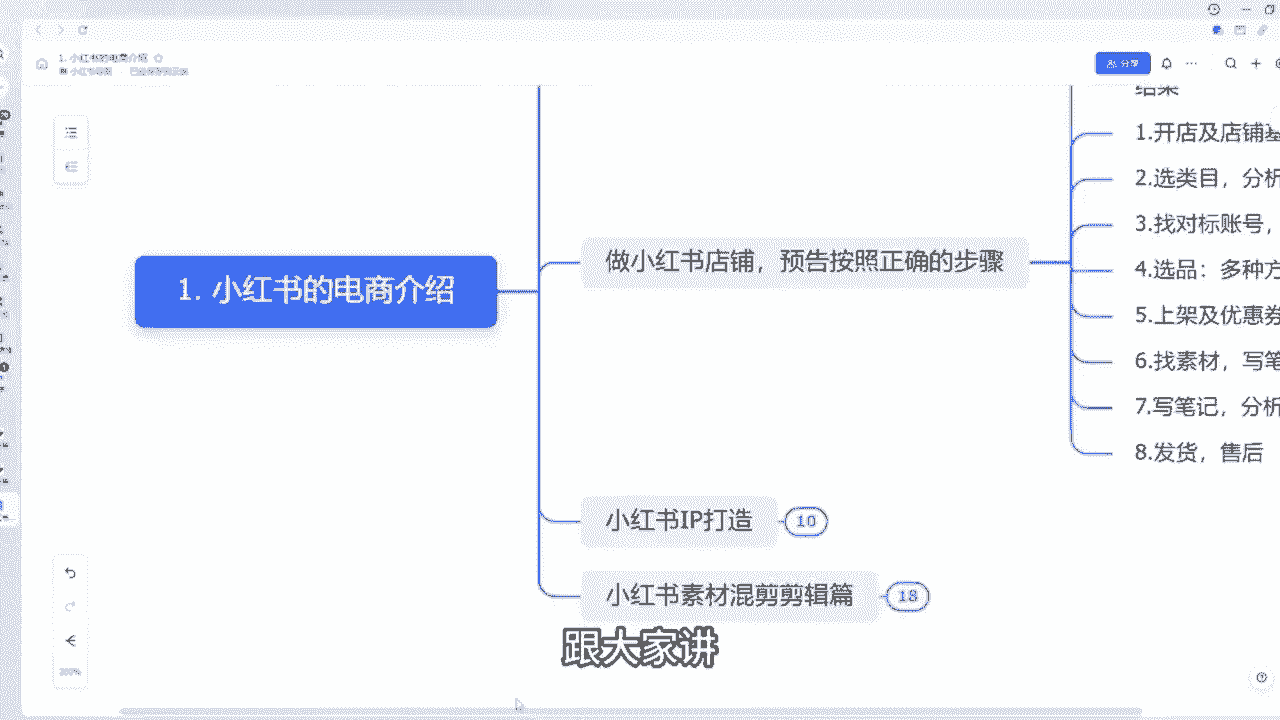 1. 小红书的电商介绍
分享
结果
1.开店及店铺基
2.选类目，分析
3.找对标账号，
4.选品：多种方
5.上架及优惠券
6.找素材，写笔
7.写笔记，分析
8.发货，售后
做小红书店铺，预告按照正确的步骤
1. 小红书的电商介绍
小红书IP打造
10
小红书素材混剪剪辑篇
18
跟大家讲
200%